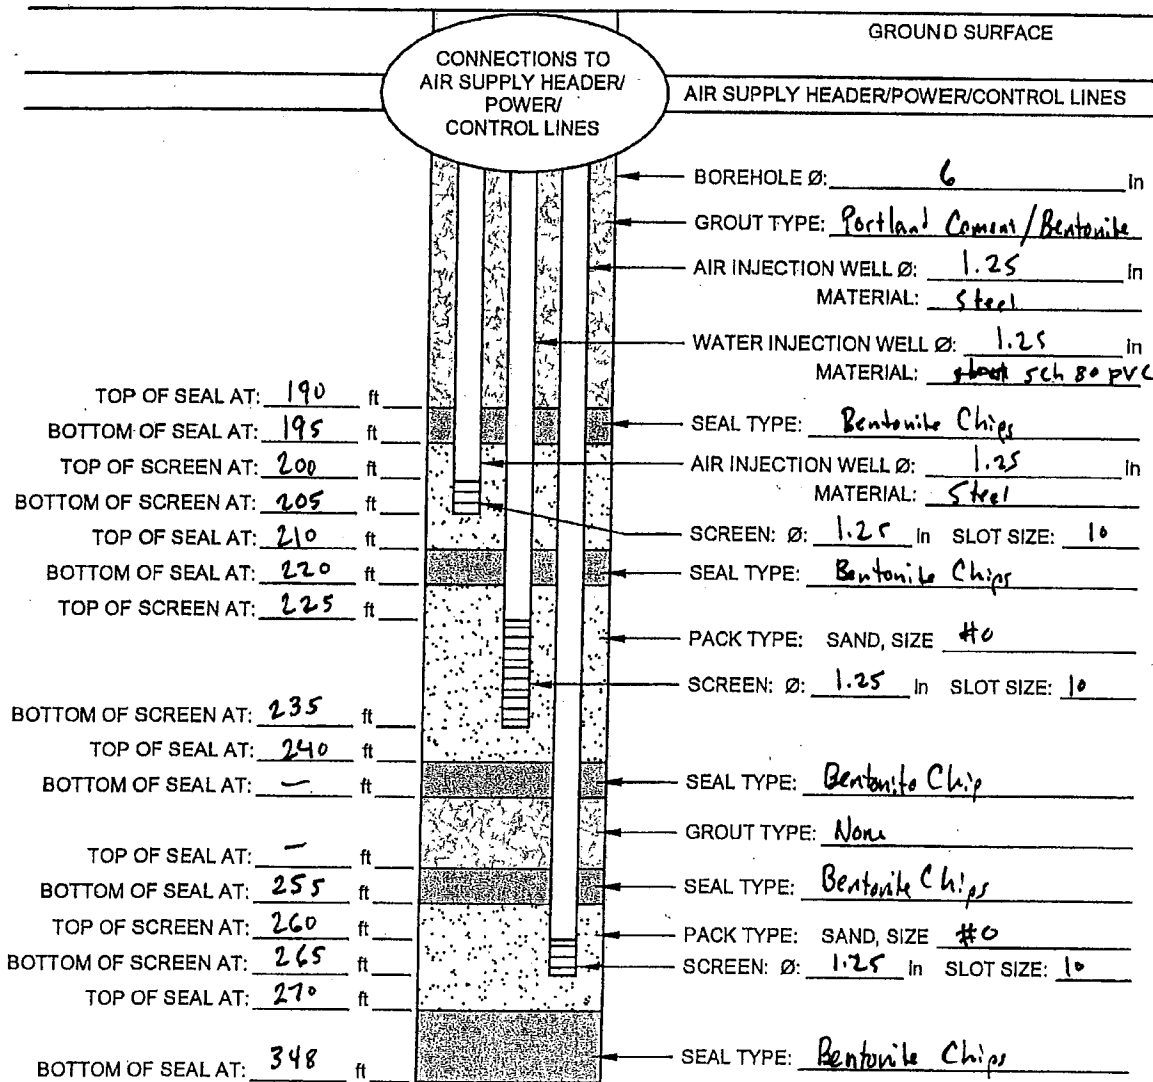 GROUND SURFACE
CONNECTIONS TO
AIR SUPPLY HEADER/
POWER/
CONTROL LINES
AIR SUPPLY HEADER/POWER/CONTROL LINES
BOREHOLE Ø: 6 in
GROUT TYPE: Portland Cement/Bentonite
AIR INJECTION WELL Ø: 1.25 in
MATERIAL: Steel
WATER INJECTION WELL Ø: 1.25 in
MATERIAL: Sch 80 PVC
TOP OF SEAL AT: 190 ft
BOTTOM OF SEAL AT: 195 ft
SEAL TYPE: Bentonite Chips
TOP OF SCREEN AT: 200 ft
AIR INJECTION WELL Ø: 1.25 in
MATERIAL: Steel
BOTTOM OF SCREEN AT: 205 ft
TOP OF SEAL AT: 210 ft
SCREEN: Ø: 1.25 in SLOT SIZE: 10
BOTTOM OF SEAL AT: 220 ft
SEAL TYPE: Bentonite Chips
TOP OF SCREEN AT: 225 ft
PACK TYPE: SAND, SIZE #0
SCREEN: Ø: 1.25 in SLOT SIZE: 10
BOTTOM OF SCREEN AT: 235 ft
TOP OF SEAL AT: 240 ft
BOTTOM OF SEAL AT: — ft
SEAL TYPE: Bentonite Chip
GROUT TYPE: None
TOP OF SEAL AT: — ft
BOTTOM OF SEAL AT: 255 ft
SEAL TYPE: Bentonite Chips
TOP OF SCREEN AT: 260 ft
PACK TYPE: SAND, SIZE #0
BOTTOM OF SCREEN AT: 265 ft
SCREEN: Ø: 1.25 in SLOT SIZE: 10
TOP OF SEAL AT: 270 ft
BOTTOM OF SEAL AT: 348 ft
SEAL TYPE: Bentonite Chips